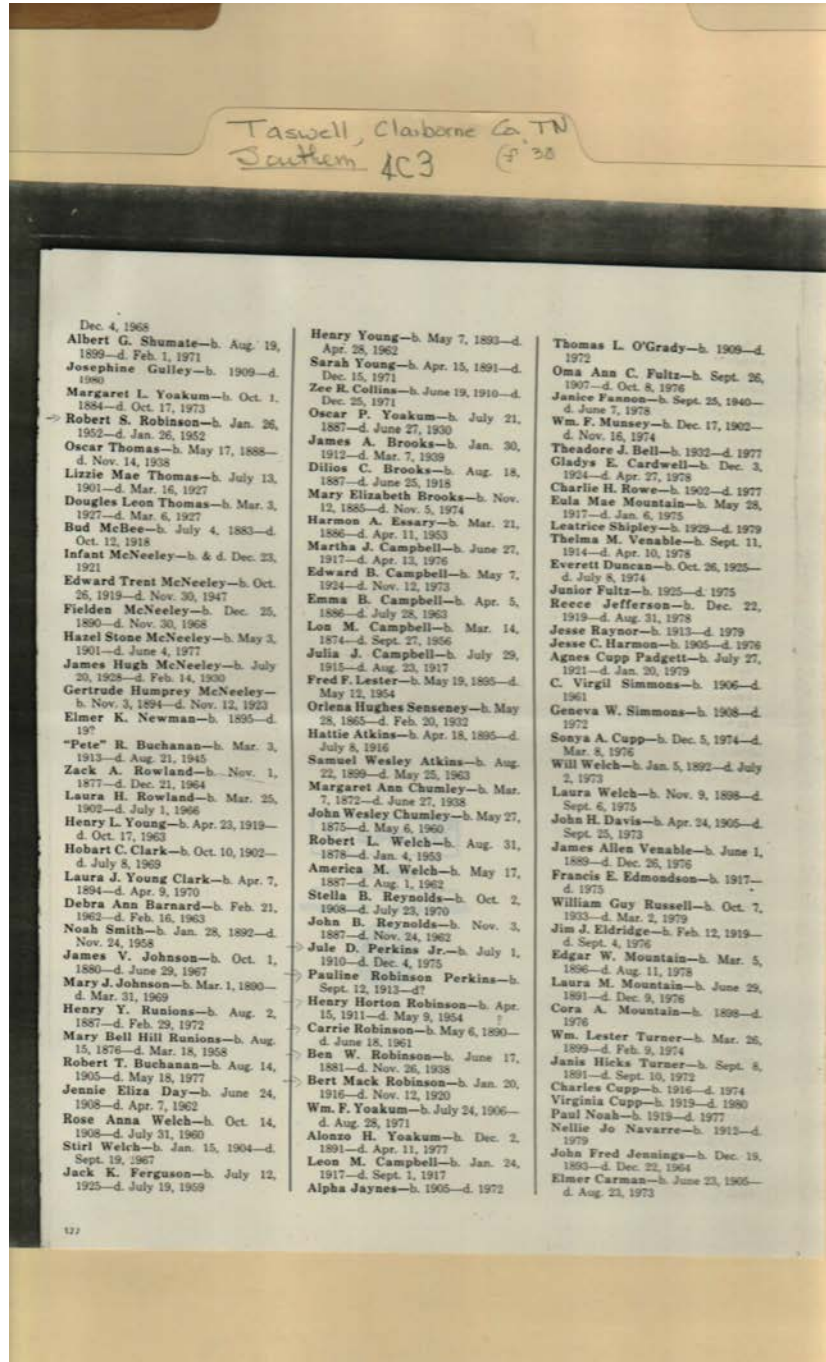 Taswell, Claiborne Co. TN
Southern 4C3 (f. 38
Dec. 4, 1968
Albert G. Shumate—b. Aug. 19,
1899—d. Feb. 1, 1971
Josephine Gulley—b. 1909—d.
1980
Margaret L. Yoakum—b. Oct. 1,
1884—d. Oct. 17, 1973
Robert S. Robinson—b. Jan. 26,
1952—d. Jan. 26, 1952
Oscar Thomas—b. May 17, 1888—
d. Nov. 14, 1938
Lizzie Mae Thomas—b. July 13,
1901—d. Mar. 16, 1927
Dougles Leon Thomas—b. Mar. 3,
1927—d. Mar. 6, 1927
Bud McBee—b. July 4, 1883—d.
Oct. 12, 1918
Infant McNeeley—b. & d. Dec. 23,
1921
Edward Trent McNeeley—b. Oct.
26, 1919—d. Nov. 30, 1947
Fielden McNeeley—b. Dec. 25,
1890—d. Nov. 30, 1968
Hazel Stone McNeeley—b. May 3,
1901—d. June 4, 1977
James Hugh McNeeley—b. July
20, 1928—d. Feb. 14, 1930
Gertrude Humprey McNeeley—
b. Nov. 3, 1894—d. Nov. 12, 1923
Elmer K. Newman—b. 1895—d.
19?
"Pete" R. Buchanan—b. Mar. 3,
1913—d. Aug. 21, 1945
Zack A. Rowland—b. Nov. 1,
1877—d. Dec. 21, 1964
Laura H. Rowland—b. Mar. 25,
1902—d. July 1, 1966
Henry L. Young—b. Apr. 23, 1919—
d. Oct. 17, 1963
Hobart C. Clark—b. Oct. 10, 1902—
d. July 8, 1969
Laura J. Young Clark—b. Apr. 7,
1894—d. Apr. 9, 1970
Debra Ann Barnard—b. Feb. 21,
1962—d. Feb. 16, 1963
Noah Smith—b. Jan. 28, 1892—d.
Nov. 24, 1958
James V. Johnson—b. Oct. 1,
1880—d. June 29, 1967
Mary J. Johnson—b. Mar. 1, 1890—
d. Mar. 31, 1969
Henry Y. Runions—b. Aug. 2,
1887—d. Feb. 29, 1972
Mary Bell Hill Runions—b. Aug.
15, 1876—d. Mar. 18, 1958
Robert T. Buchanan—b. Aug. 14,
1905—d. May 18, 1977
Jennie Eliza Day—b. June 24,
1908—d. Apr. 7, 1962
Rose Anna Welch—b. Oct. 14,
1908—d. July 31, 1960
Stirl Welch—b. Jan. 15, 1904—d.
Sept. 19, 1967
Jack K. Ferguson—b. July 12,
1925—d. July 19, 1959
Henry Young—b. May 7, 1893—d.
Apr. 28, 1962
Sarah Young—b. Apr. 15, 1891—d.
Dec. 15, 1971
Zee R. Collins—b. June 19, 1910—d.
Dec. 25, 1971
Oscar P. Yoakum—b. July 21,
1887—d. June 27, 1930
James A. Brooks—b. Jan. 30,
1912—d. Mar. 7, 1939
Dilios C. Brooks—b. Aug. 18,
1887—d. June 25, 1918
Mary Elizabeth Brooks—b. Nov.
12, 1885—d. Nov. 5, 1974
Harmon A. Essary—b. Mar. 21,
1886—d. Apr. 11, 1953
Martha J. Campbell—b. June 27,
1917—d. Apr. 13, 1976
Edward B. Campbell—b. May 7,
1924—d. Nov. 12, 1973
Emma B. Campbell—b. Apr. 5,
1886—d. July 28, 1963
Lon M. Campbell—b. Mar. 14,
1874—d. Sept. 27, 1956
Julia J. Campbell—b. July 29,
1915—d. Aug. 23, 1917
Fred F. Lester—b. May 19, 1895—d.
May 12, 1954
Orlena Hughes Senseney—b. May
28, 1865—d. Feb. 20, 1932
Hattie Atkins—b. Apr. 18, 1895—d.
July 8, 1916
Samuel Wesley Atkins—b. Aug.
22, 1899—d. May 25, 1963
Margaret Ann Chumley—b. Mar.
7, 1872—d. June 27, 1938
John Wesley Chumley—b. May 27,
1875—d. May 6, 1960
Robert L. Welch—b. Aug. 31,
1878—d. Jan. 4, 1953
America M. Welch—b. May 17,
1887—d. Aug. 1, 1962
Stella B. Reynolds—b. Oct. 2,
1908—d. July 23, 1970
John B. Reynolds—b. Nov. 3,
1887—d. Nov. 24, 1962
Jule D. Perkins Jr.—b. July 1,
1910—d. Dec. 4, 1975
Pauline Robinson Perkins—b.
Sept. 12, 1913—d?
Henry Horton Robinson—b. Apr.
15, 1911—d. May 9, 1954
Carrie Robinson—b. May 6, 1890—
d. June 18, 1961
Ben W. Robinson—b. June 17,
1881—d. Nov. 26, 1938
Bert Mack Robinson—b. Jan. 20,
1916—d. Nov. 12, 1920
Wm. F. Yoakum—b. July 24, 1906—
d. Aug. 28, 1971
Alonzo H. Yoakum—b. Dec. 2,
1891—d. Apr. 11, 1977
Leon M. Campbell—b. Jan. 24,
1917—d. Sept. 1, 1917
Alpha Jaynes—b. 1905—d. 1972
Thomas L. O'Grady—b. 1909—d.
1972
Oma Ann C. Fultz—b. Sept. 26,
1907—d. Oct. 8, 1976
Janice Fannon—b. Sept. 25, 1940—
d. June 7, 1978
Wm. F. Munsey—b. Dec. 17, 1902—
d. Nov. 16, 1974
Theadore J. Bell—b. 1932—d. 1977
Gladys E. Cardwell—b. Dec. 3,
1924—d. Apr. 27, 1978
Charlie H. Rowe—b. 1902—d. 1977
Eula Mae Mountain—b. May 28,
1917—d. Jan. 6, 1975
Leatrice Shipley—b. 1929—d. 1979
Thelma M. Venable—b. Sept. 11,
1914—d. Apr. 10, 1978
Everett Duncan—b. Oct. 26, 1925—
d. July 8, 1974
Junior Fultz—b. 1925—d. 1975
Reece Jefferson—b. Dec. 22,
1919—d. Aug. 31, 1978
Jesse Raynor—b. 1913—d. 1979
Jesse C. Harmon—b. 1905—d. 1976
Agnes Cupp Padgett—b. July 27,
1921—d. Jan. 20, 1979
C. Virgil Simmons—b. 1906—d.
1961
Geneva W. Simmons—b. 1908—d.
1972
Sonya A. Cupp—b. Dec. 5, 1974—d.
Mar. 8, 1976
Will Welch—b. Jan. 5, 1892—d. July
2, 1973
Laura Welch—b. Nov. 9, 1898—d.
Sept. 6, 1975
John H. Davis—b. Apr. 24, 1905—d.
Sept. 25, 1973
James Allen Venable—b. June 1,
1889—d. Dec. 26, 1976
Francis E. Edmondson—b. 1917—
d. 1975
William Guy Russell—b. Oct. 7,
1933—d. Mar. 2, 1979
Jim J. Eldridge—b. Feb. 12, 1919—
d. Sept. 4, 1976
Edgar W. Mountain—b. Mar. 5,
1896—d. Aug. 11, 1978
Laura M. Mountain—b. June 29,
1891—d. Dec. 9, 1976
Cora A. Mountain—b. 1898—d.
1976
Wm. Lester Turner—b. Mar. 26,
1899—d. Feb. 9, 1974
Janis Hicks Turner—b. Sept. 8,
1891—d. Sept. 10, 1972
Charles Cupp—b. 1916—d. 1974
Virginia Cupp—b. 1919—d. 1980
Paul Noah—b. 1919—d. 1977
Nellie Jo Navarre—b. 1912—d.
1979
John Fred Jennings—b. Dec. 19,
1893—d. Dec. 22, 1964
Elmer Carman—b. June 23, 1905—
d. Aug. 23, 1973
122